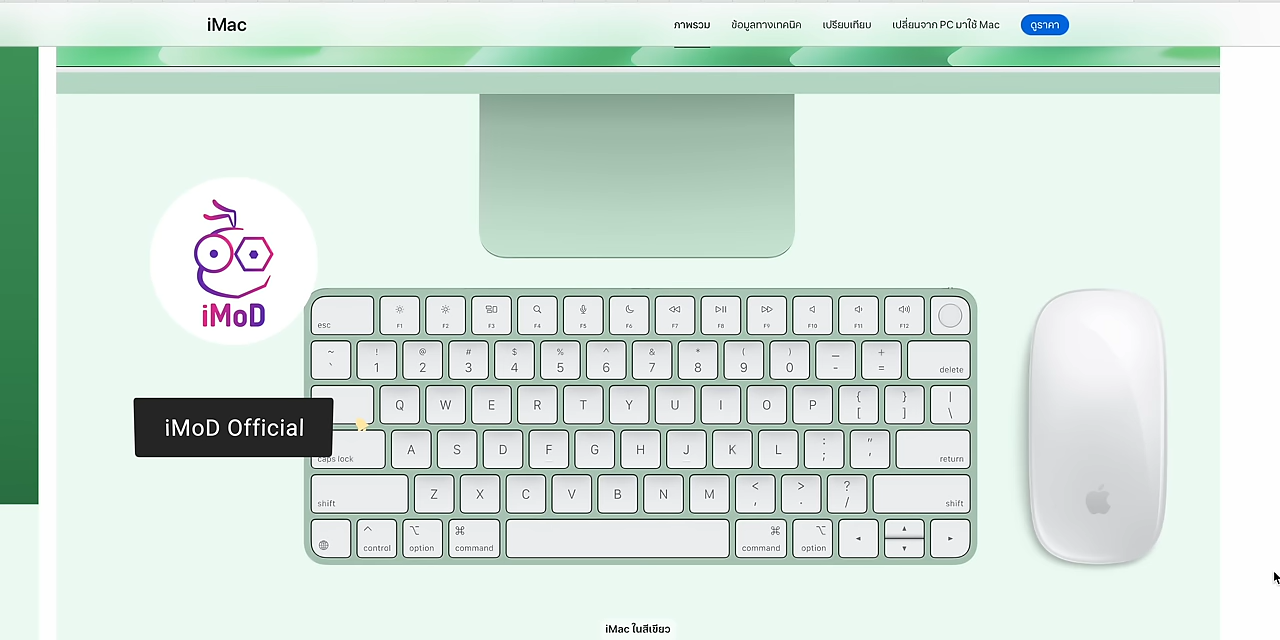 iMac
ภาพรวม ข้อมูลทางเทคนิค เปรียบเทียบ เปลี่ยนจาก PC มาใช้ Mac ดูราคา
iMoD
iMoD Official
esc F1 F2 F3 F4 F5 F6 F7 F8 F9 F10 F11 F12
~ ! @ # $ % ^ & * ( ) — +
` 1 2 3 4 5 6 7 8 9 0 - = delete
Q W E R T Y U I O P { } |
[ ] \
caps lock A S D F G H J K L : "
; ' return
shift Z X C V B N M < > ?
, . / shift
^ ⌥ ⌘ ⌘ ⌥
control option command command option
iMac ในสีเขียว